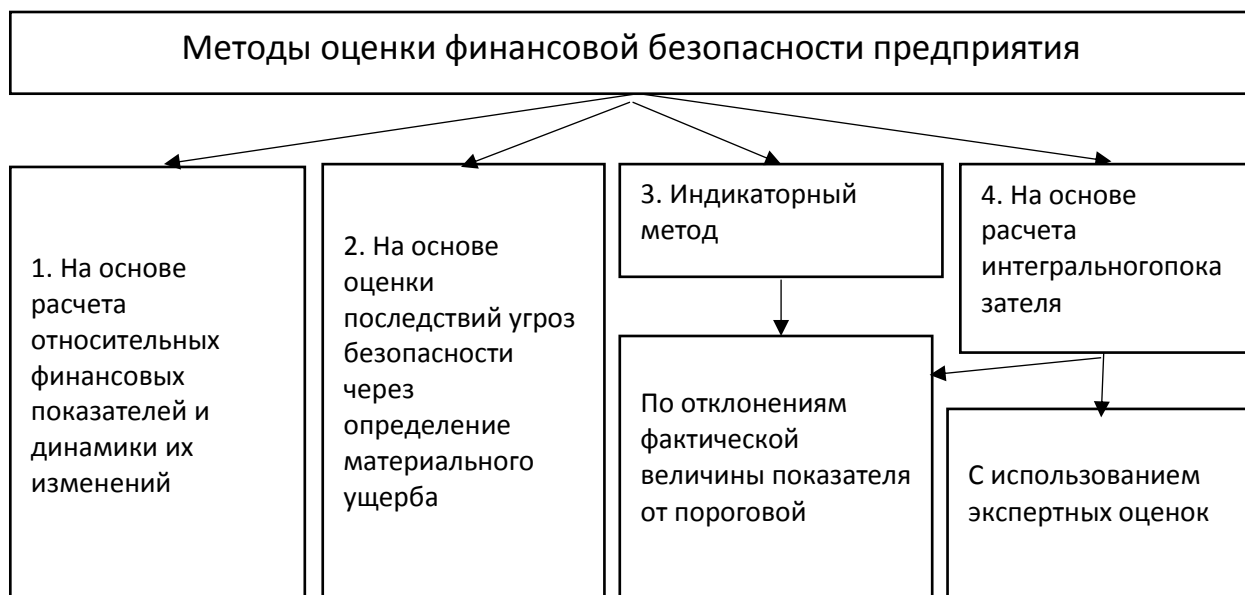 Методы оценки финансовой безопасности предприятия
1. На основе
расчета
относительных
финансовых
показателей и
динамики их
изменений
2. На основе
оценки
последствий угроз
безопасности
через
определение
материального
ущерба
3. Индикаторный
метод
4. На основе
расчета
интегральногопока
зателя
По отклонениям
фактической
величины показателя
от пороговой
С использованием
экспертных оценок